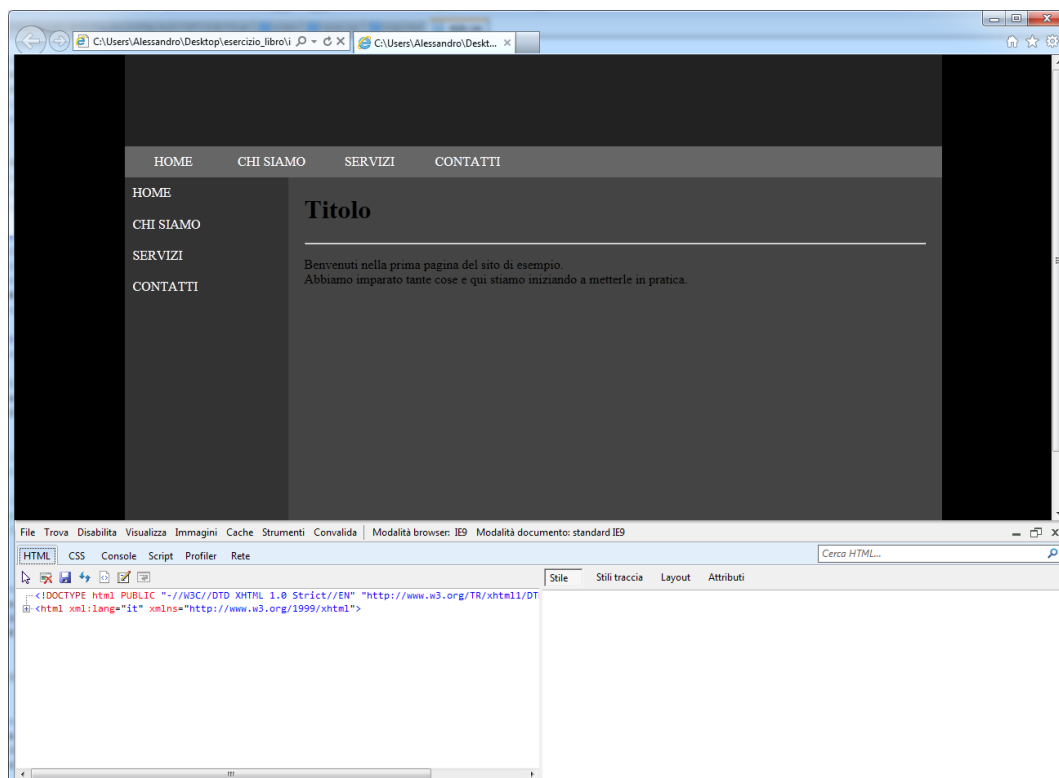 C:\Users\Alessandro\Desktop\esercizio_libro\i
C:\Users\Alessandro\Deskt...
HOME CHI SIAMO SERVIZI CONTATTI
HOME
CHI SIAMO
SERVIZI
CONTATTI
Titolo
Benvenuti nella prima pagina del sito di esempio.
Abbiamo imparato tante cose e qui stiamo iniziando a metterle in pratica.
File Trova Disabilita Visualizza Immagini Cache Strumenti Convalida Modalità browser: IE9 Modalità documento: standard IE9
HTML CSS Console Script Profiler Rete
Cerca HTML...
Stile Stili traccia Layout Attributi
<!DOCTYPE html PUBLIC "-//W3C//DTD XHTML 1.0 Strict//EN" "http://www.w3.org/TR/xhtml1/DT
<html xml:lang="it" xmlns="http://www.w3.org/1999/xhtml">